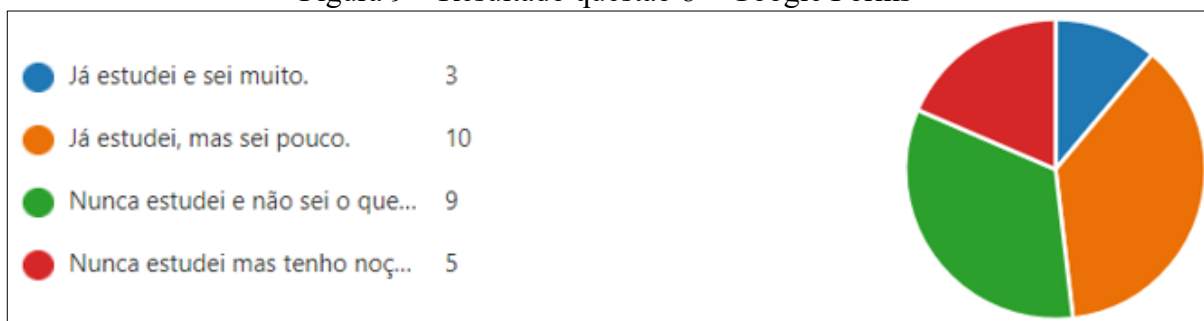 Já estudei e sei muito. 3
Já estudei, mas sei pouco. 10
Nunca estudei e não sei o que... 9
Nunca estudei mas tenho noç... 5